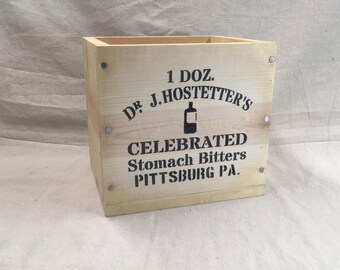 1 DOZ.
DR. J. HOSTETTER'S
CELEBRATED
Stomach Bitters
PITTSBURG PA.